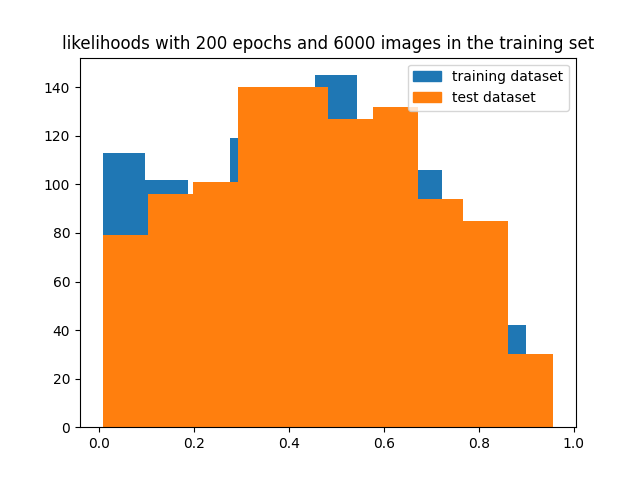 likelihoods with 200 epochs and 6000 images in the training set
training dataset
test dataset
140
120
100
80
60
40
20
0
0.0 0.2 0.4 0.6 0.8 1.0